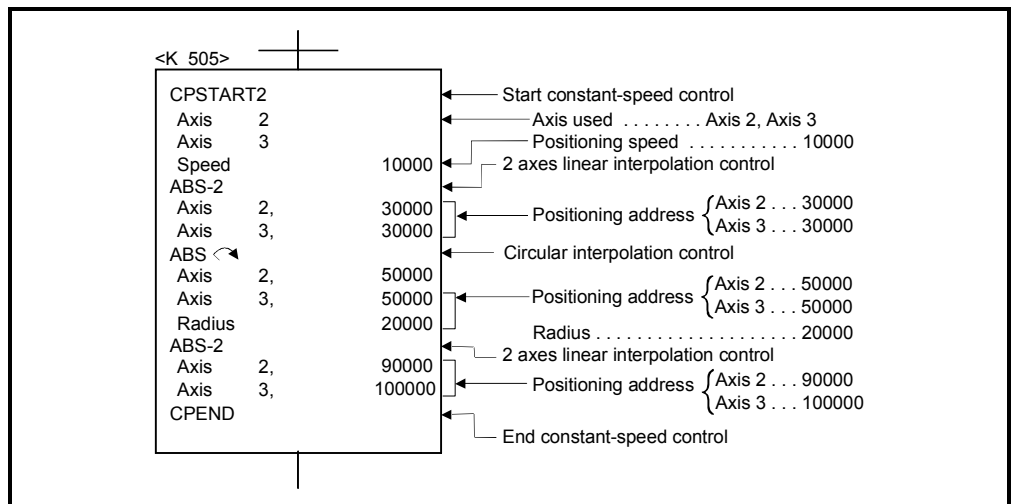 <K 505>
CPSTART2
Start constant-speed control
Axis 2
Axis used . . . . . . . . Axis 2, Axis 3
Axis 3
Positioning speed . . . . . . . . . . . 10000
Speed 10000
2 axes linear interpolation control
ABS-2
Axis 2, 30000
Axis 3, 30000
Positioning address { Axis 2 . . . 30000
Axis 3 . . . 30000
ABS
Circular interpolation control
Axis 2, 50000
Axis 3, 50000
Radius 20000
Positioning address { Axis 2 . . . 50000
Axis 3 . . . 50000
Radius . . . . . . . . . . . . . . . . . . . . . 20000
ABS-2
2 axes linear interpolation control
Axis 2, 90000
Axis 3, 100000
Positioning address { Axis 2 . . . 90000
Axis 3 . . . 100000
CPEND
End constant-speed control